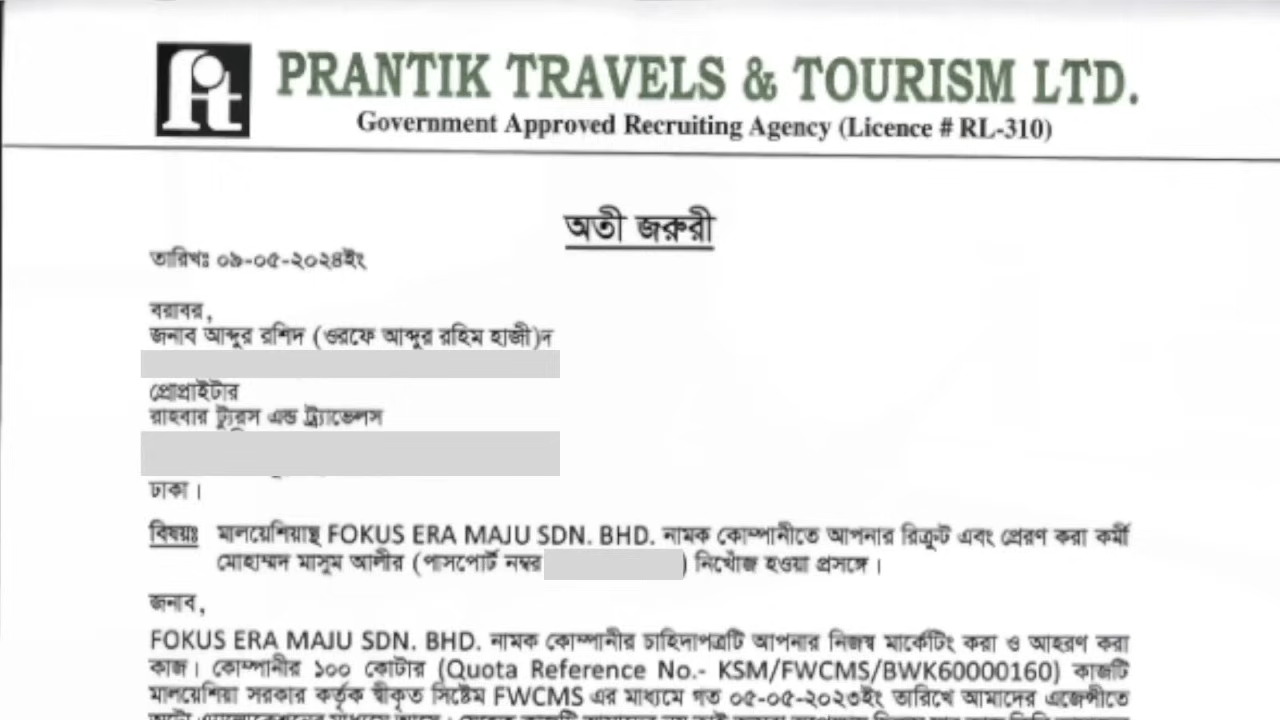 PRANTIK TRAVELS & TOURISM LTD.
Government Approved Recruiting Agency (Licence # RL-310)
অতী জরুরী
তারিখঃ ০৯-০৫-২০২৪ইং
বরাবর,
জনাব আব্দুর রশিদ (ওরফে আব্দুর রহিম হাজী)দ
প্রোপ্রাইটার
রাহবার ট্যুরস এন্ড ট্র্যাভেলস
ঢাকা।
বিষয়ঃ মালয়েশিয়াস্থ FOKUS ERA MAJU SDN. BHD. নামক কোম্পানীতে আপনার রিক্রুট এবং প্রেরণ করা কর্মী
মোহাম্মদ মাসুম আলীর (পাসপোর্ট নম্বর ) নিখোঁজ হওয়া প্রসঙ্গে।
জনাব,
FOKUS ERA MAJU SDN. BHD. নামক কোম্পানীর চাহিদাপত্রটি আপনার নিজস্ব মার্কেটিং করা ও আহরণ করা
কাজ। কোম্পানীর ১০০ কোটার (Quota Reference No.- KSM/FWCMS/BWK60000160) কাজটি
মালয়েশিয়া সরকার কর্তৃক স্বীকৃত সিষ্টেম FWCMS এর মাধ্যমে গত ০৫-০৫-২০২৩ইং তারিখে আমাদের এজেন্সীতে